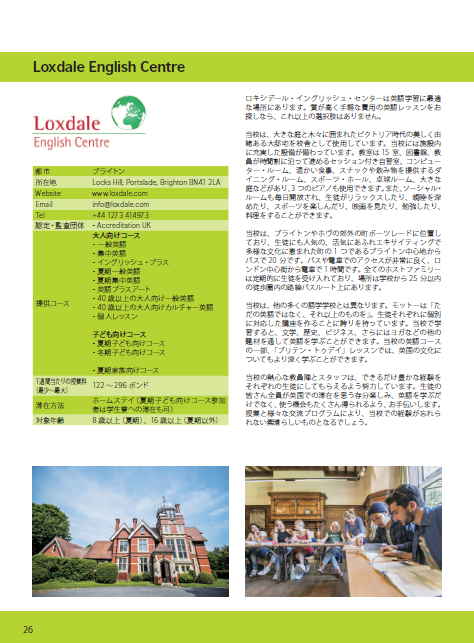 Loxdale English Centre
Loxdale
English Centre
都市 ブライトン
所在地 Locks Hill, Portslade, Brighton BN41 2LA
Website www.loxdale.com
Email info@loxdale.com
Tel +44 1273 414973
認定・監査団体 - Accreditation UK
提供コース
大人向けコース
- 一般英語
- 集中英語
- イングリッシュ・プラス
- 夏期一般英語
- 夏期集中英語
- 英語プラスアート
- 40 歳以上の大人向け一般英語
- 40 歳以上の大人向けカルチャー英語
- 個人レッスン
子ども向けコース
- 夏期子ども向けコース
- 冬期子ども向けコース
- 夏期家族向けコース
1週間当たりの授業料
(最少〜最大)
122 〜 296 ポンド
滞在方法
ホームステイ(夏期子ども向けコース参加
者は学生寮への滞在も可)
対象年齢 8 歳以上(夏期)、16 歳以上(夏期以外)
ロキシデール・イングリッシュ・センターは英語学習に最適
な場所にあります。質が高く手軽な費用の英語レッスンをお
探しなら、これ以上の選択肢はありません。
当校は、大きな庭と木々に囲まれたビクトリア時代の美しく由
緒ある大邸宅を校舎として使用しています。当校には施設内
に充実した設備が備わっています。教室は 15 室、図書館、教
員が時間割に沿って進めるセッション付き自習室、コンピュー
ター・ルーム、温かい食事、スナックや飲み物を提供するダ
イニング・ルーム、スポーツ・ホール、卓球ルーム、大きな
庭などがあり、3 つのピアノも使用できます。また、ソーシャル・
ルームも毎日開放され、生徒がリラックスしたり、親睦を深
めたり、スポーツを楽しんだり、映画を見たり、勉強したり、
料理をすることができます。
当校は、ブライトンやホヴの郊外の町ポーツレードに位置して
おり、生徒にも人気の、活気にあふれエキサイティングで
多様な文化に恵まれた町の 1 つであるブライトン中心地から
バスで 20 分です。バスや電車でのアクセスが非常に良く、ロ
ンドン中心街から電車で 1 時間です。全てのホストファミリー
は定期的に生徒を受け入れており、場所は学校から 25 分以内
の徒歩圏内の路線バスルート上にあります。
当校は、他の多くの語学学校とは異なります。モットーは「た
だの英語ではなく、それ以上のものを」。生徒それぞれに個別
に対応した講座を作ることに誇りを持っています。当校で学
習すると、文学、歴史、ビジネス、さらにはヨガなどの他の
題材を通して英語を学ぶことができます。当校の英語コース
の一部、「ブリテン・トゥデイ」レッスンでは、英国の文化に
ついてもより深く学ぶことができます。
当校の熱心な教員陣とスタッフは、できるだけ豊かな経験を
それぞれの生徒にしてもらえるよう努力しています。生徒の
皆さん全員が英国での滞在を思う存分楽しみ、英語を学ぶだ
けでなく、使う機会もたくさん得られるよう、お手伝いします。
授業と様々な交流プログラムにより、当校での経験が忘れら
れない素晴らしいものとなるでしょう。
26